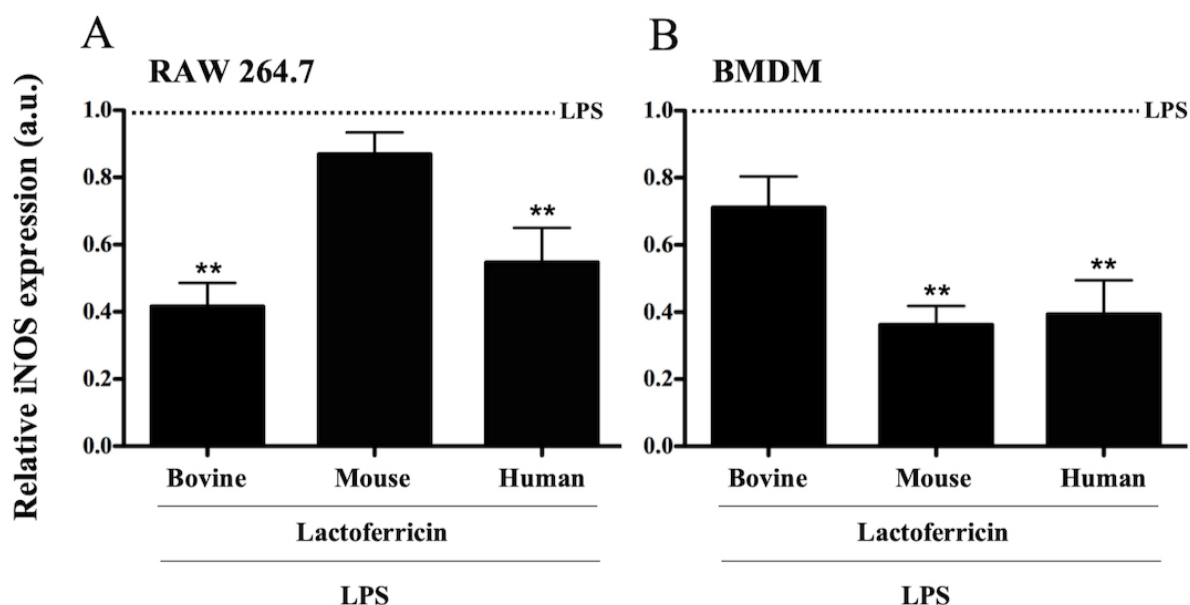 A
RAW 264.7
Relative iNOS expression (a.u.)
1.0
0.8
0.6
0.4
0.2
0.0
LPS
**
**
Bovine Mouse Human
Lactoferricin
LPS
B
BMDM
1.0
0.8
0.6
0.4
0.2
0.0
LPS
**
**
Bovine Mouse Human
Lactoferricin
LPS